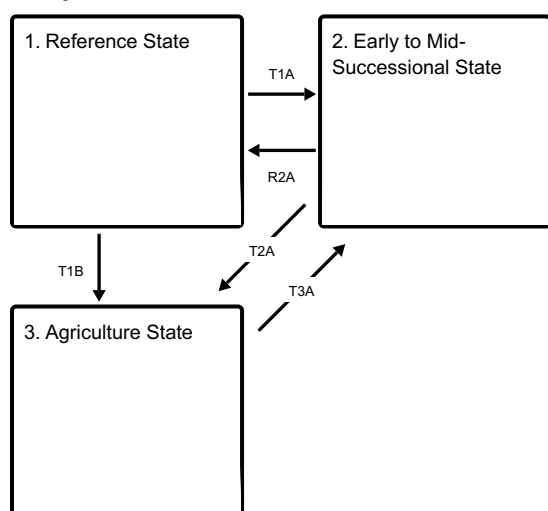 1. Reference State
2. Early to Mid-
Successional State
T1A
R2A
T1B
T2A
T3A
3. Agriculture State